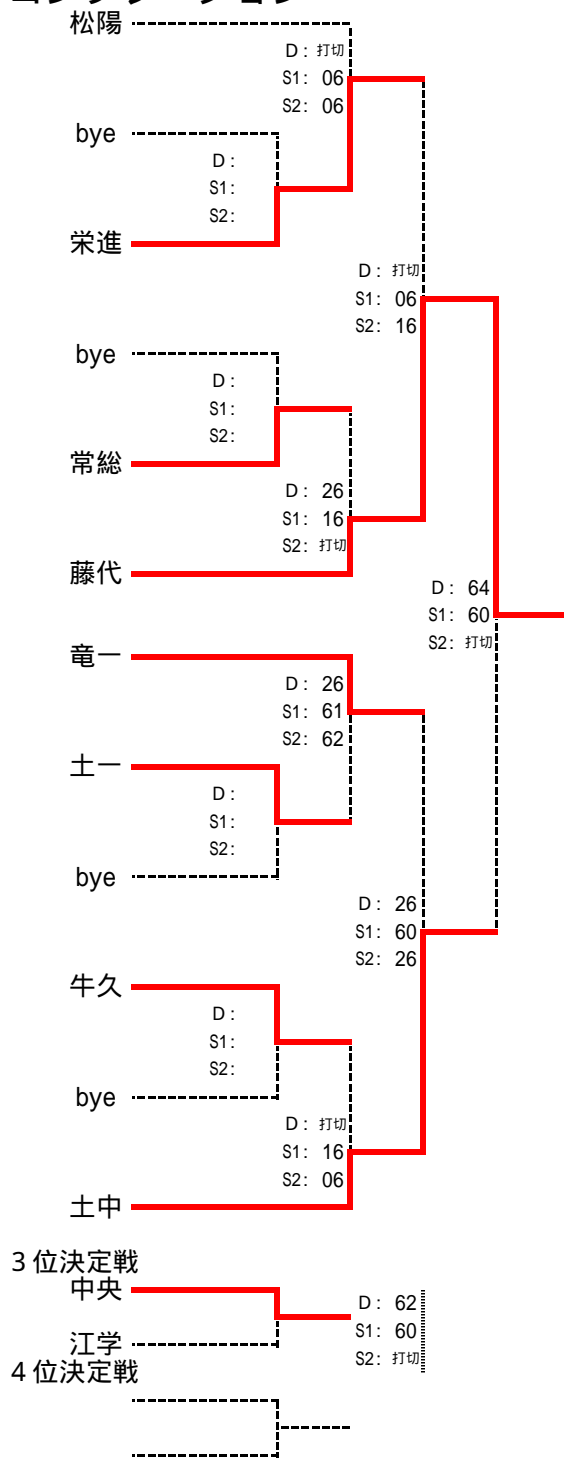 松陽
D : 打切
S1: 06
S2: 06
bye
D :
S1:
S2:
栄進
D : 打切
S1: 06
S2: 16
bye
D :
S1:
S2:
常総
D : 26
S1: 16
S2: 打切
藤代
D : 64
S1: 60
S2: 打切
竜一
D : 26
S1: 61
S2: 62
土一
D :
S1:
S2:
bye
D : 26
S1: 60
S2: 26
牛久
D :
S1:
S2:
bye
D : 打切
S1: 16
S2: 06
土中
3 位決定戦
中央
D : 62
S1: 60
S2: 打切
江学
4 位決定戦